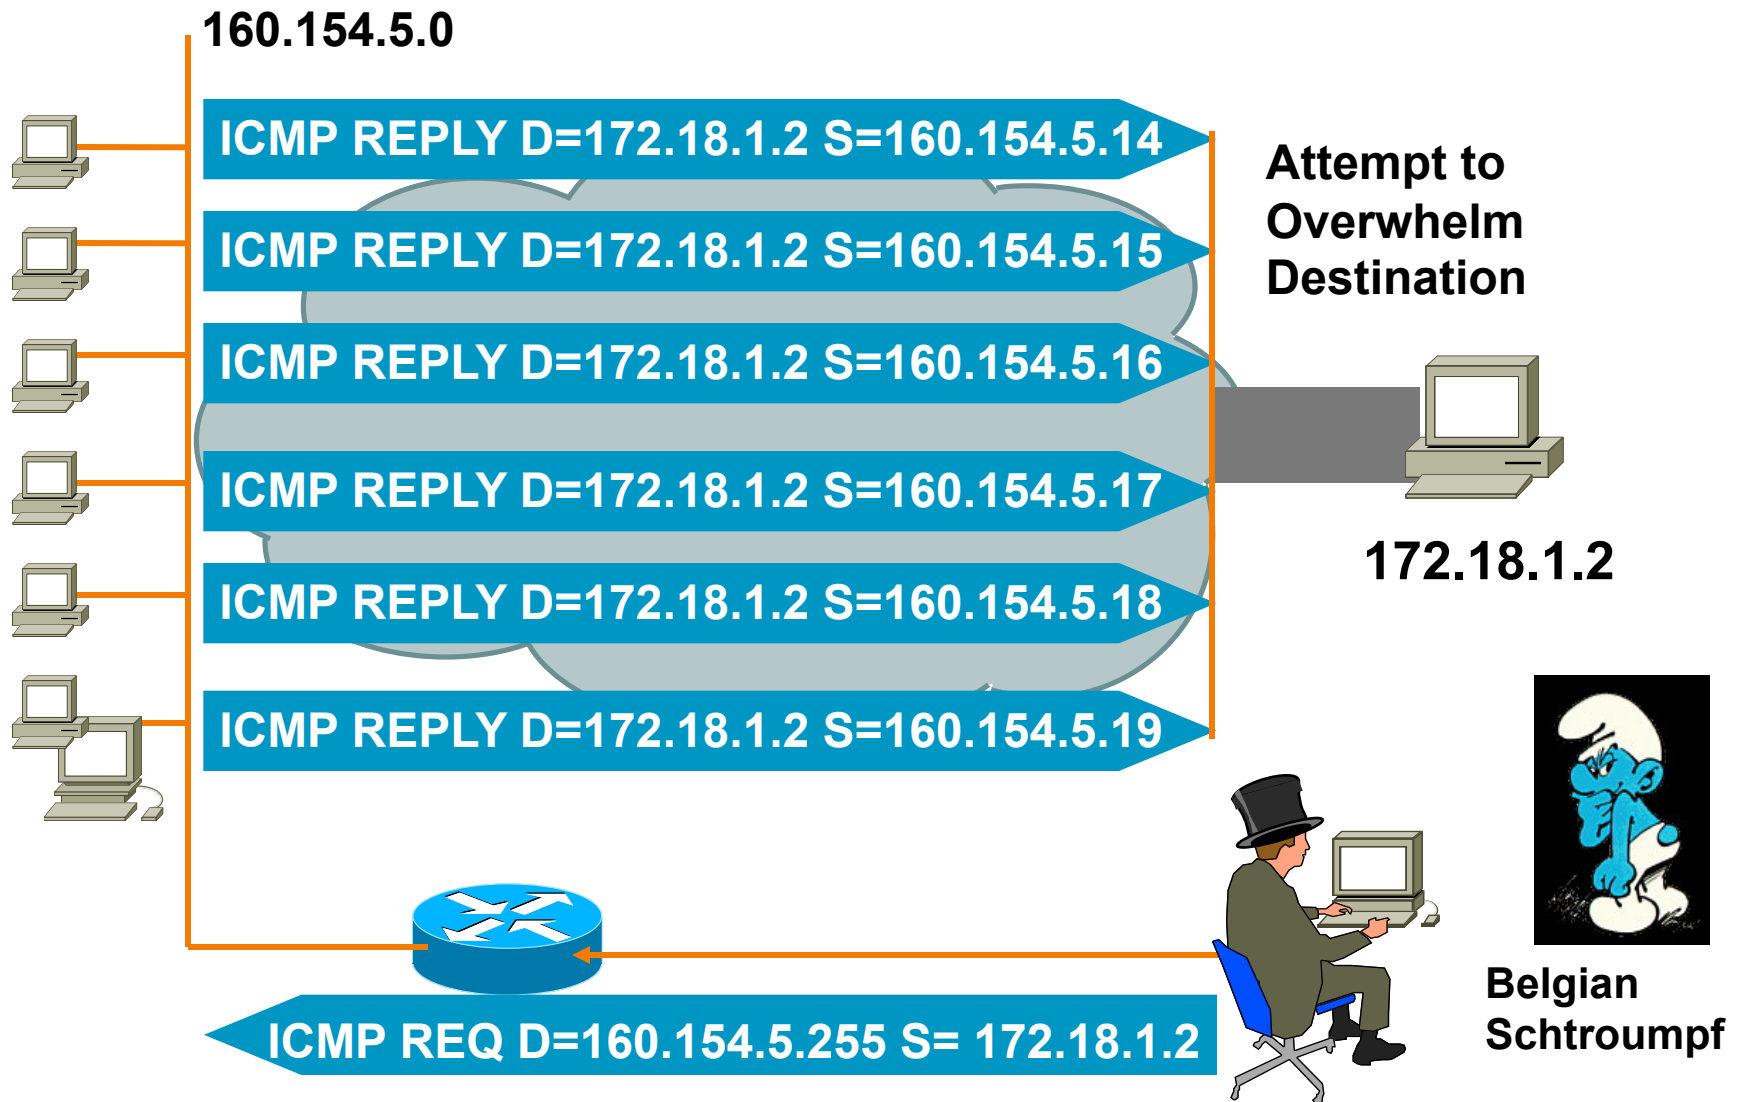 160.154.5.0
ICMP REPLY D=172.18.1.2 S=160.154.5.14
Attempt to
Overwhelm
Destination
ICMP REPLY D=172.18.1.2 S=160.154.5.15
ICMP REPLY D=172.18.1.2 S=160.154.5.16
ICMP REPLY D=172.18.1.2 S=160.154.5.17
172.18.1.2
ICMP REPLY D=172.18.1.2 S=160.154.5.18
ICMP REPLY D=172.18.1.2 S=160.154.5.19
ICMP REQ D=160.154.5.255 S= 172.18.1.2
Belgian
Schtroumpf